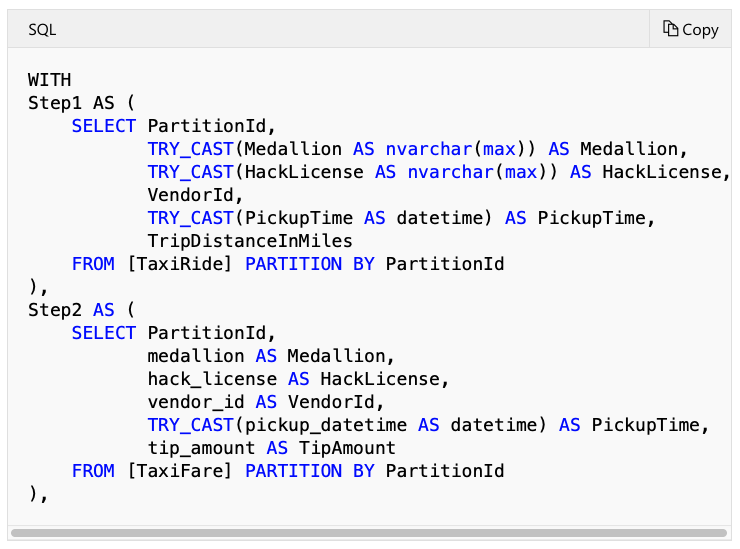 SQL
Copy
WITH
Step1 AS (
    SELECT PartitionId,
           TRY_CAST(Medallion AS nvarchar(max)) AS Medallion,
           TRY_CAST(HackLicense AS nvarchar(max)) AS HackLicense,
           VendorId,
           TRY_CAST(PickupTime AS datetime) AS PickupTime,
           TripDistanceInMiles
    FROM [TaxiRide] PARTITION BY PartitionId
),
Step2 AS (
    SELECT PartitionId,
           medallion AS Medallion,
           hack_license AS HackLicense,
           vendor_id AS VendorId,
           TRY_CAST(pickup_datetime AS datetime) AS PickupTime,
           tip_amount AS TipAmount
    FROM [TaxiFare] PARTITION BY PartitionId
),